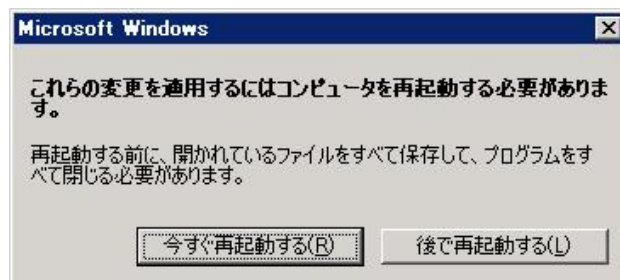 Microsoft Windows
これらの変更を適用するにはコンピュータを再起動する必要がありま
す。
再起動する前に、開かれているファイルをすべて保存して、プログラムをす
べて閉じる必要があります。
今すぐ再起動する(R)
後で再起動する(L)